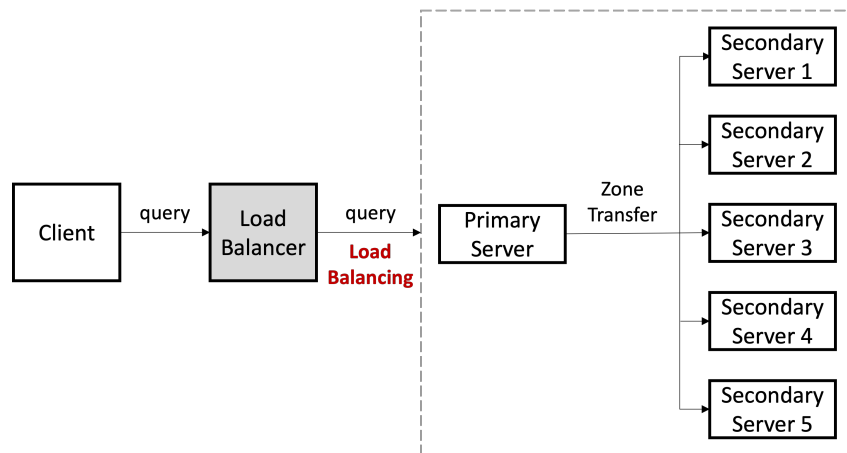 Client
query
Load
Balancer
query
Load
Balancing
Primary
Server
Zone
Transfer
Secondary
Server 1
Secondary
Server 2
Secondary
Server 3
Secondary
Server 4
Secondary
Server 5